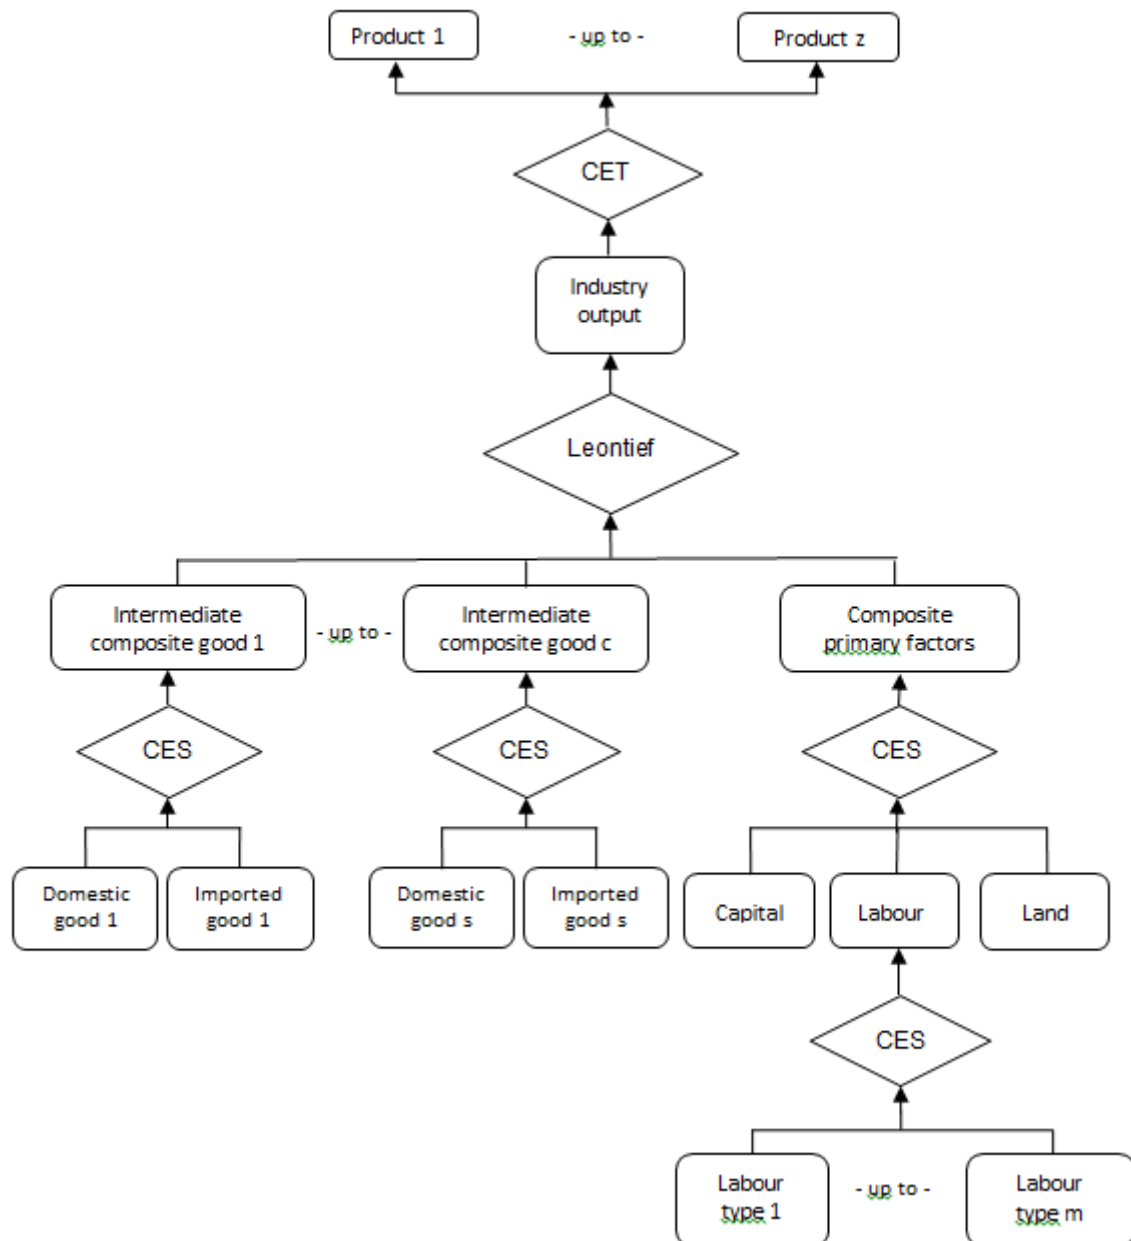 Product 1
- up to -
Product z
CET
Industry
output
Leontief
Intermediate
composite good 1
- up to -
Intermediate
composite good c
Composite
primary factors
CES
CES
CES
Domestic
good 1
Imported
good 1
Domestic
good s
Imported
good s
Capital
Labour
Land
CES
Labour
type 1
- up to -
Labour
type m